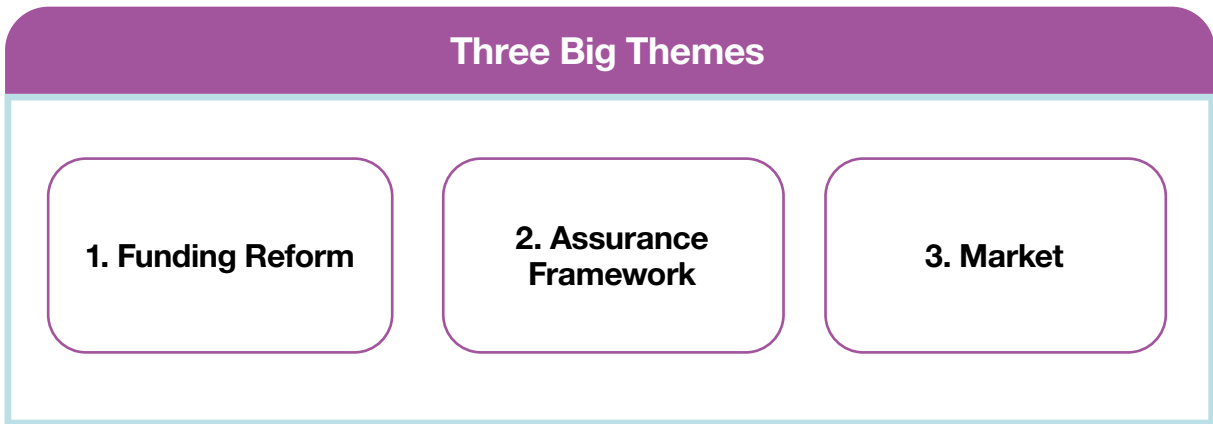 Three Big Themes
1. Funding Reform
2. Assurance
Framework
3. Market